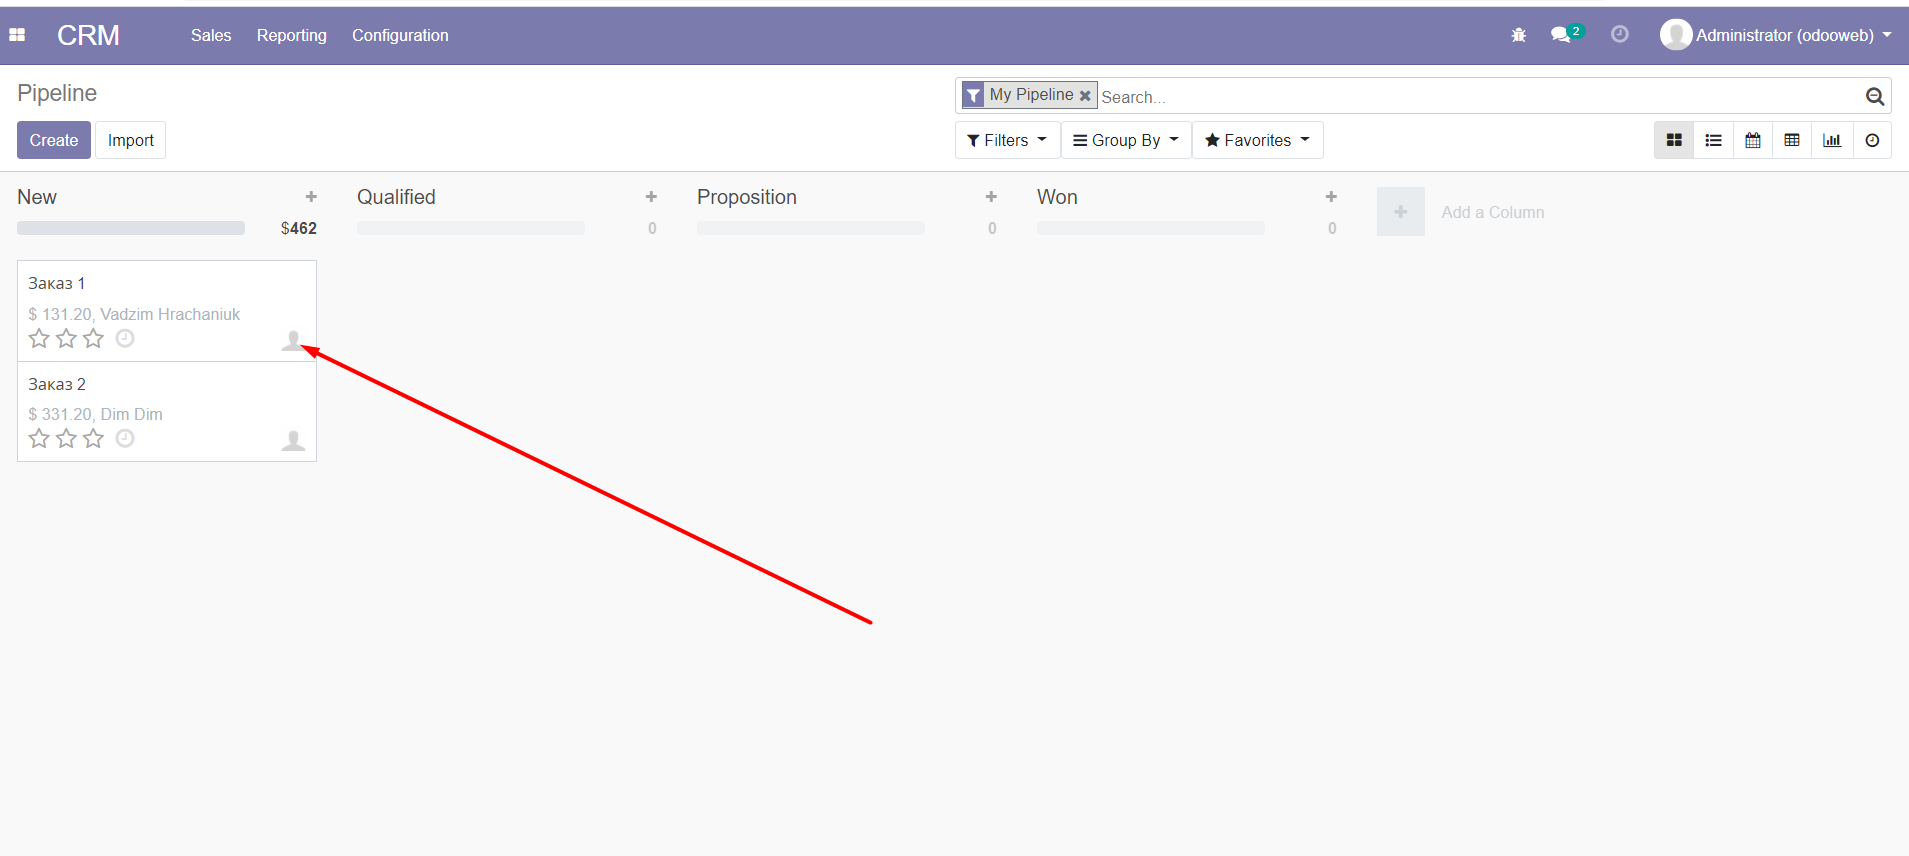 CRM Sales Reporting Configuration 2 Administrator (odooweb)
Pipeline
My Pipeline Search...
Create Import Filters Group By Favorites
New Qualified Proposition Won
Add a Column
$462 0 0 0
Заказ 1
$ 131.20, Vadzim Hrachaniuk
Заказ 2
$ 331.20, Dim Dim